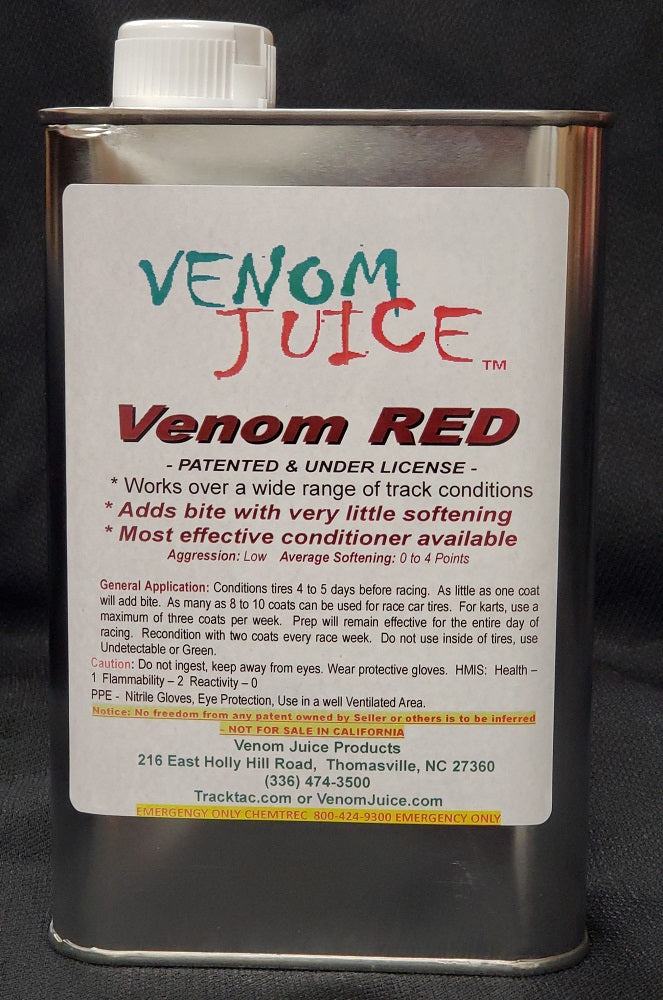 VENOM
JUICE
TM
Venom RED
- PATENTED & UNDER LICENSE -
* Works over a wide range of track conditions
* Adds bite with very little softening
* Most effective conditioner available
Aggression: Low Average Softening: 0 to 4 Points
General Application: Conditions tires 4 to 5 days before racing. As little as one coat
will add bite. As many as 8 to 10 coats can be used for race car tires. For karts, use a
maximum of three coats per week. Prep will remain effective for the entire day of
racing. Recondition with two coats every race week. Do not use inside of tires, use
Undetectable or Green.
Caution: Do not ingest, keep away from eyes. Wear protective gloves. HMIS: Health –
1 Flammability – 2 Reactivity – 0
PPE - Nitrile Gloves, Eye Protection, Use in a well Ventilated Area.
Notice: No freedom from any patent owned by Seller or others is to be inferred
- NOT FOR SALE IN CALIFORNIA
Venom Juice Products
216 East Holly Hill Road, Thomasville, NC 27360
(336) 474-3500
Tracktac.com or VenomJuice.com
EMERGENGY ONLY CHEMTREC 800-424-9300 EMERGENCY ONLY